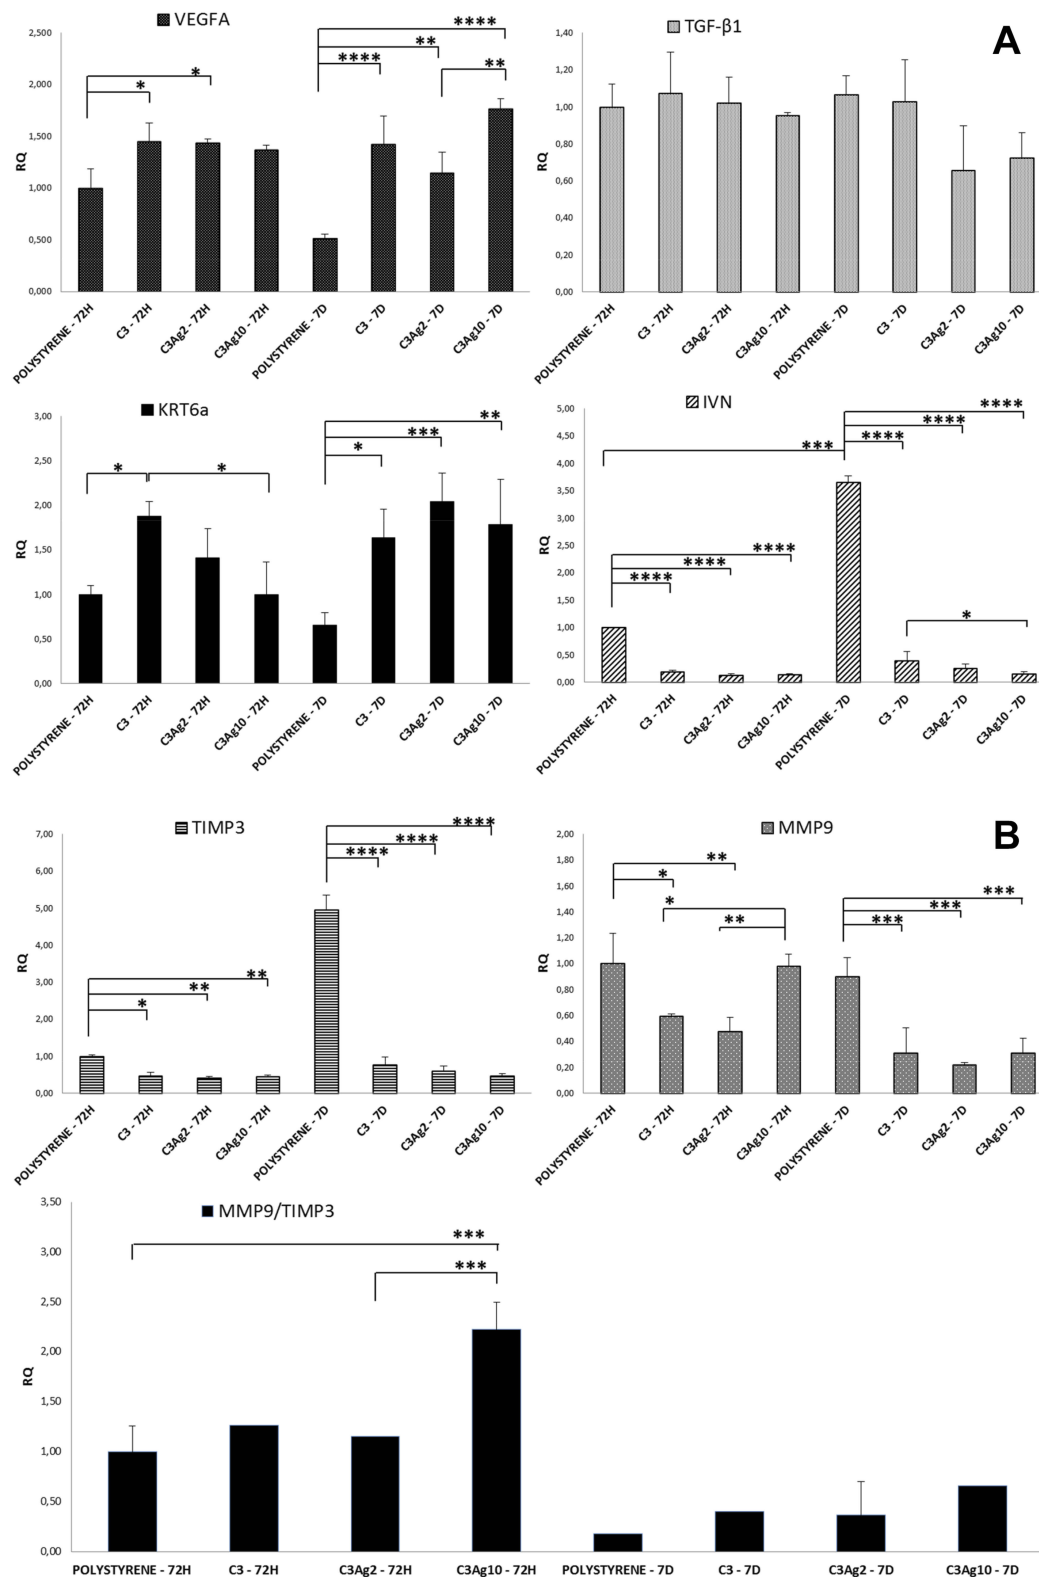 VEGFA
2,500
2,000
1,500
1,000
0,500
0,000
RQ
* * **** ** **** **
POLYSTYRENE - 72H
C3 - 72H
C3Ag2 - 72H
C3Ag10 - 72H
POLYSTYRENE - 7D
C3 - 7D
C3Ag2 - 7D
C3Ag10 - 7D
TGF-β1
A
1,40
1,20
1,00
0,80
0,60
0,40
0,20
0,00
RQ
POLYSTYRENE - 72H
C3 - 72H
C3Ag2 - 72H
C3Ag10 - 72H
POLYSTYRENE - 7D
C3 - 7D
C3Ag2 - 7D
C3Ag10 - 7D
KRT6a
3,00
2,50
2,00
1,50
1,00
0,50
0,00
RQ
* * ** *** *
POLYSTYRENE - 72H
C3 - 72H
C3Ag2 - 72H
C3Ag10 - 72H
POLYSTYRENE - 7D
C3 - 7D
C3Ag2 - 7D
C3Ag10 - 7D
IVN
5,00
4,50
4,00
3,50
3,00
2,50
2,00
1,50
1,00
0,50
0,00
RQ
**** **** **** *** **** **** **** *
POLYSTYRENE - 72H
C3 - 72H
C3Ag2 - 72H
C3Ag10 - 72H
POLYSTYRENE - 7D
C3 - 7D
C3Ag2 - 7D
C3Ag10 - 7D
TIMP3
7,00
6,00
5,00
4,00
3,00
2,00
1,00
0,00
RQ
**** **** **** ** ** *
POLYSTYRENE - 72H
C3 - 72H
C3Ag2 - 72H
C3Ag10 - 72H
POLYSTYRENE - 7D
C3 - 7D
C3Ag2 - 7D
C3Ag10 - 7D
MMP9
B
2,00
1,80
1,60
1,40
1,20
1,00
0,80
0,60
0,40
0,20
0,00
RQ
** * * ** *** *** ***
POLYSTYRENE - 72H
C3 - 72H
C3Ag2 - 72H
C3Ag10 - 72H
POLYSTYRENE - 7D
C3 - 7D
C3Ag2 - 7D
C3Ag10 - 7D
MMP9/TIMP3
3,50
3,00
2,50
2,00
1,50
1,00
0,50
0,00
RQ
***
***
POLYSTYRENE - 72H C3 - 72H C3Ag2 - 72H C3Ag10 - 72H POLYSTYRENE - 7D C3 - 7D C3Ag2 - 7D C3Ag10 - 7D